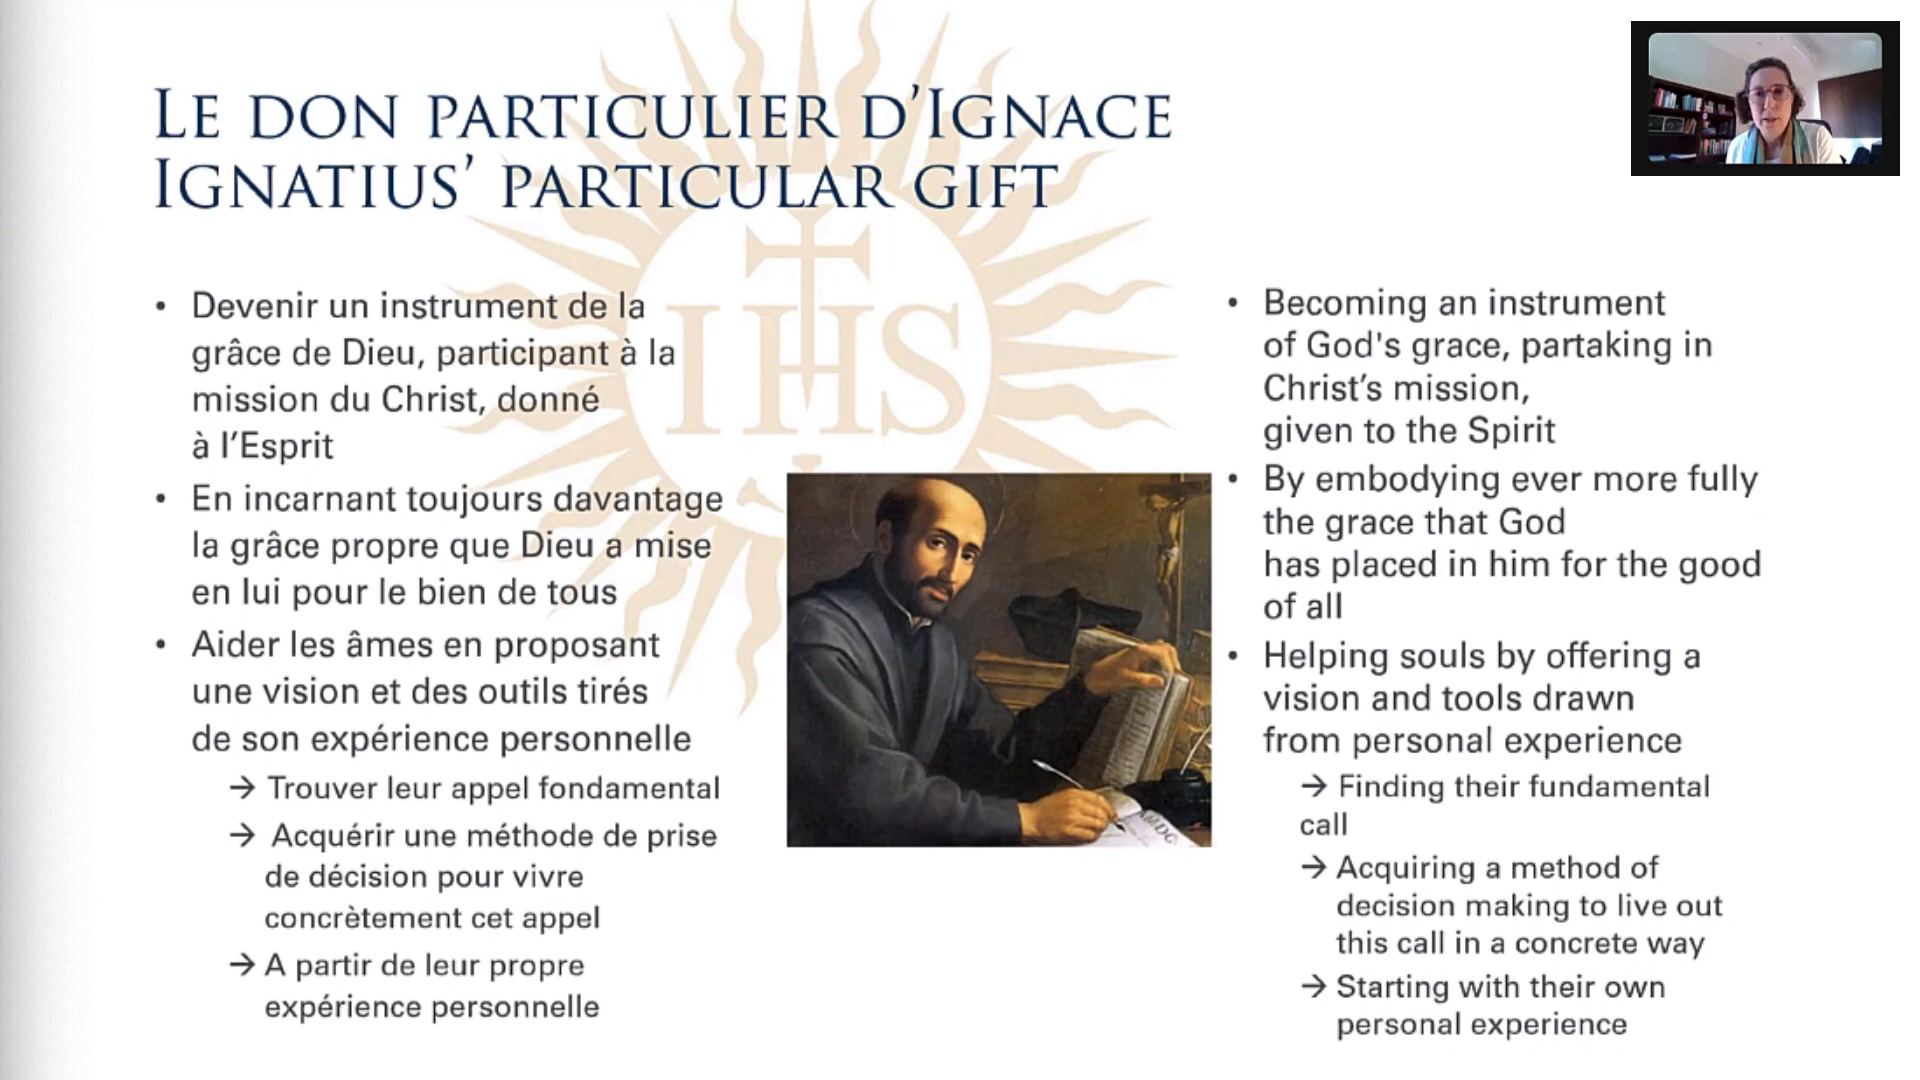 LE DON PARTICULIER D'IGNACE
IGNATIUS' PARTICULAR GIFT
IHS
• Devenir un instrument de la
grâce de Dieu, participant à la
mission du Christ, donné
à l'Esprit
• En incarnant toujours davantage
la grâce propre que Dieu a mise
en lui pour le bien de tous
• Aider les âmes en proposant
une vision et des outils tirés
de son expérience personnelle
→ Trouver leur appel fondamental
→ Acquérir une méthode de prise
de décision pour vivre
concrètement cet appel
→ A partir de leur propre
expérience personnelle
AMDG
• Becoming an instrument
of God's grace, partaking in
Christ's mission,
given to the Spirit
• By embodying ever more fully
the grace that God
has placed in him for the good
of all
• Helping souls by offering a
vision and tools drawn
from personal experience
→ Finding their fundamental
call
→ Acquiring a method of
decision making to live out
this call in a concrete way
→ Starting with their own
personal experience